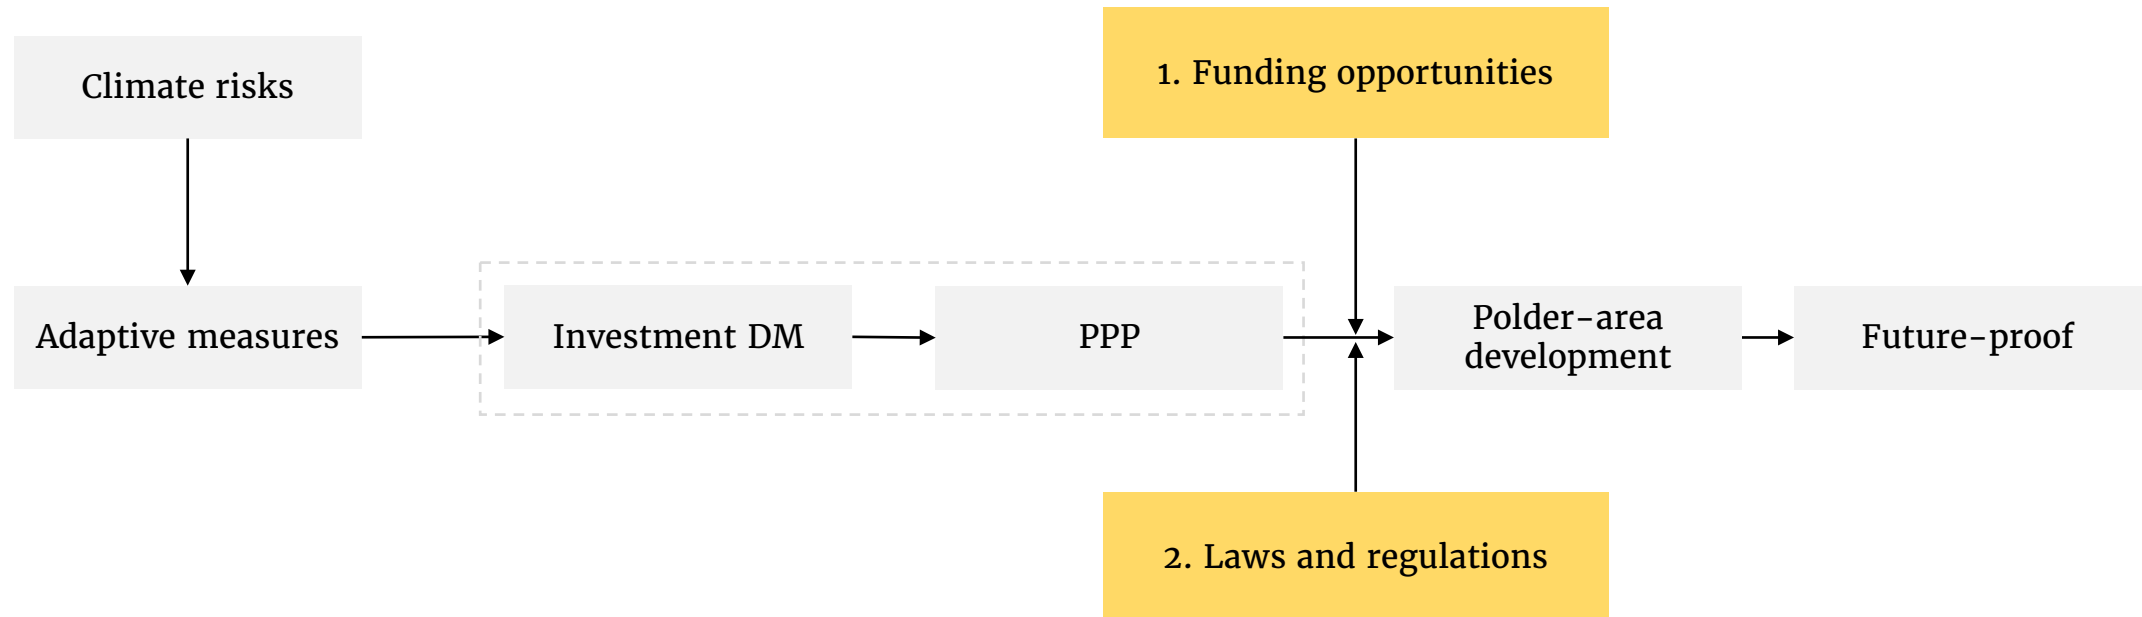 Climate risks
1. Funding opportunities
Adaptive measures
Investment DM
PPP
Polder-area
development
Future-proof
2. Laws and regulations